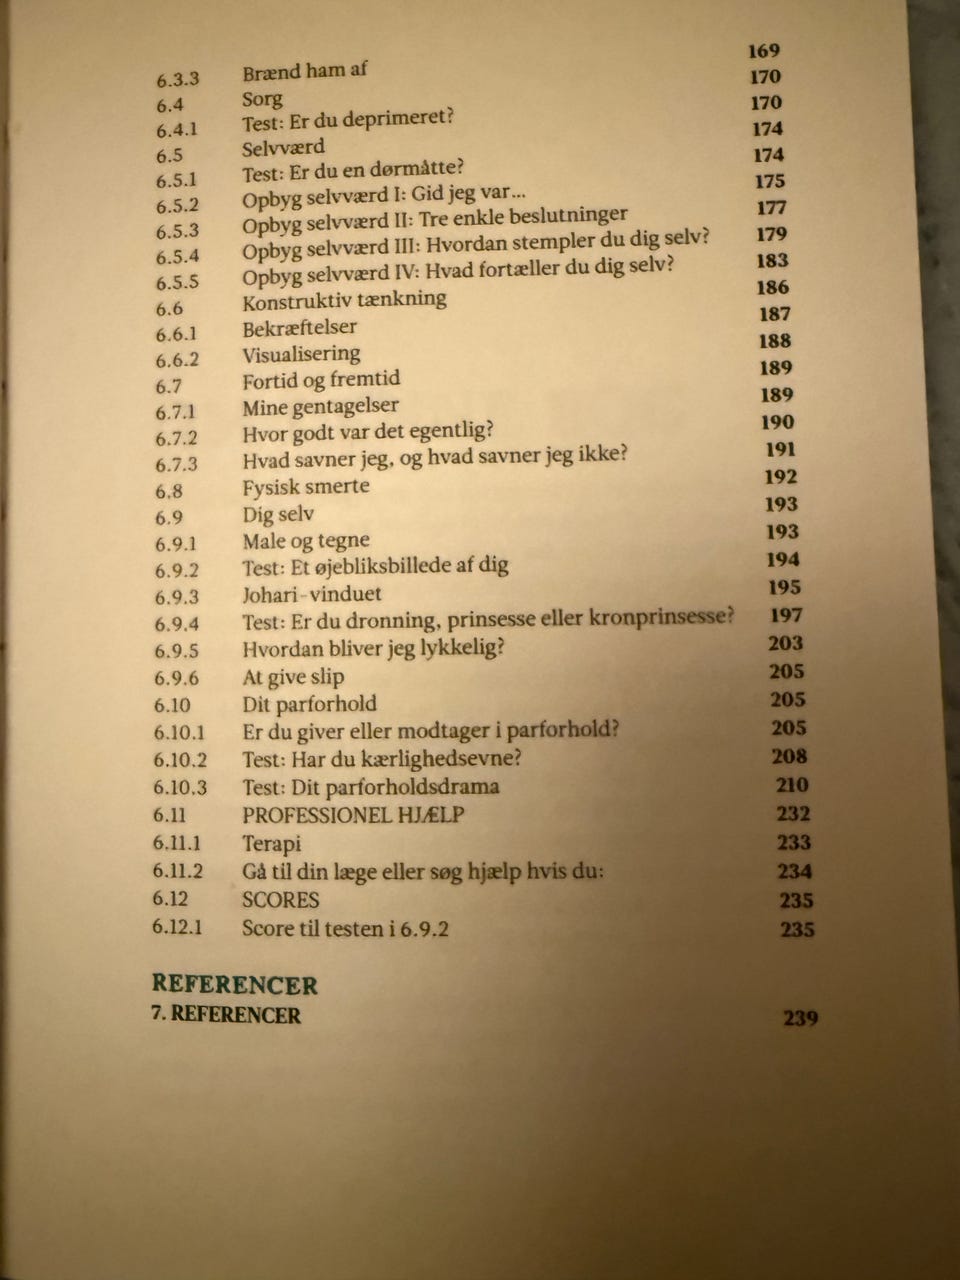 6.3.3 Brænd ham af 169
6.4 Sorg 170
6.4.1 Test: Er du deprimeret? 170
6.5 Selvværd 174
6.5.1 Test: Er du en dørmåtte? 174
6.5.2 Opbyg selvværd I: Gid jeg var... 175
6.5.3 Opbyg selvværd II: Tre enkle beslutninger 177
6.5.4 Opbyg selvværd III: Hvordan stempler du dig selv? 179
6.5.5 Opbyg selvværd IV: Hvad fortæller du dig selv? 183
6.6 Konstruktiv tænkning 186
6.6.1 Bekræftelser 187
6.6.2 Visualisering 188
6.7 Fortid og fremtid 189
6.7.1 Mine gentagelser 189
6.7.2 Hvor godt var det egentlig? 190
6.7.3 Hvad savner jeg, og hvad savner jeg ikke? 191
6.8 Fysisk smerte 192
6.9 Dig selv 193
6.9.1 Male og tegne 193
6.9.2 Test: Et øjebliksbillede af dig 194
6.9.3 Johari-vinduet 195
6.9.4 Test: Er du dronning, prinsesse eller kronprinsesse? 197
6.9.5 Hvordan bliver jeg lykkelig? 203
6.9.6 At give slip 205
6.10 Dit parforhold 205
6.10.1 Er du giver eller modtager i parforhold? 205
6.10.2 Test: Har du kærlighedsevne? 208
6.10.3 Test: Dit parforholdsdrama 210
6.11 PROFESSIONEL HJÆLP 232
6.11.1 Terapi 233
6.11.2 Gå til din læge eller søg hjælp hvis du: 234
6.12 SCORES 235
6.12.1 Score til testen i 6.9.2 235
REFERENCER
7. REFERENCER 239